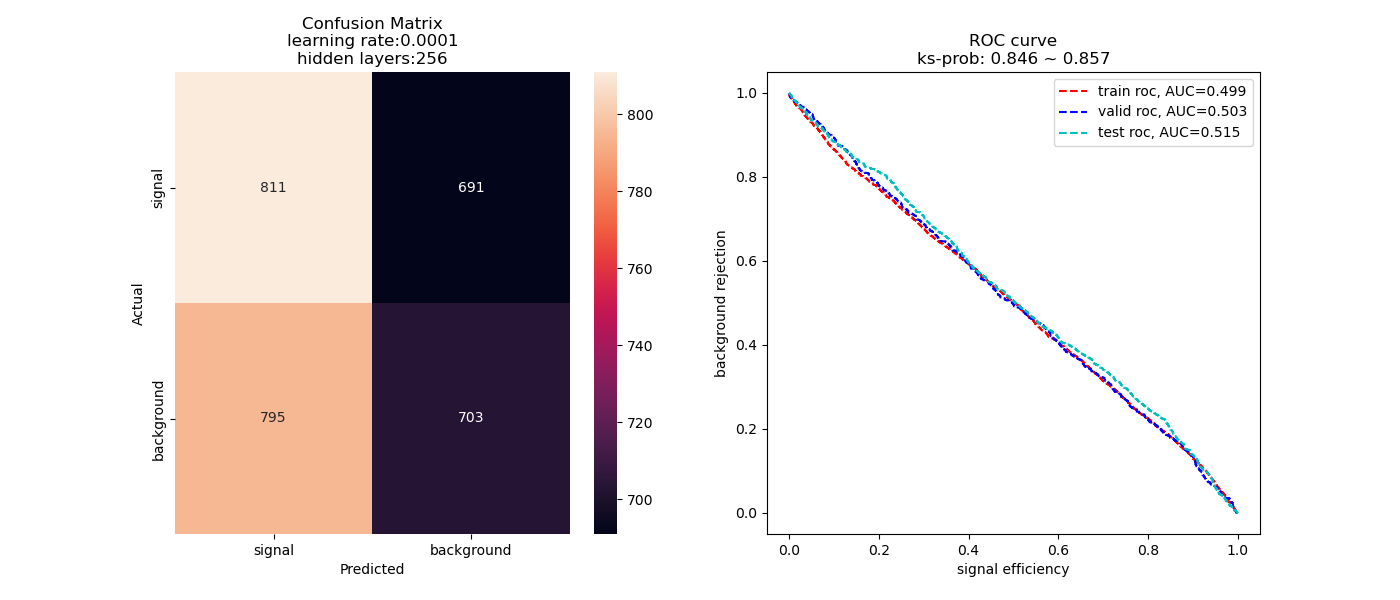 Confusion Matrix
learning rate:0.0001
hidden layers:256
signal
background
Actual
811
691
795
703
signal
background
Predicted
800
780
760
740
720
700
ROC curve
ks-prob: 0.846 ~ 0.857
train roc, AUC=0.499
valid roc, AUC=0.503
test roc, AUC=0.515
background rejection
1.0
0.8
0.6
0.4
0.2
0.0
0.0
0.2
0.4
0.6
0.8
1.0
signal efficiency